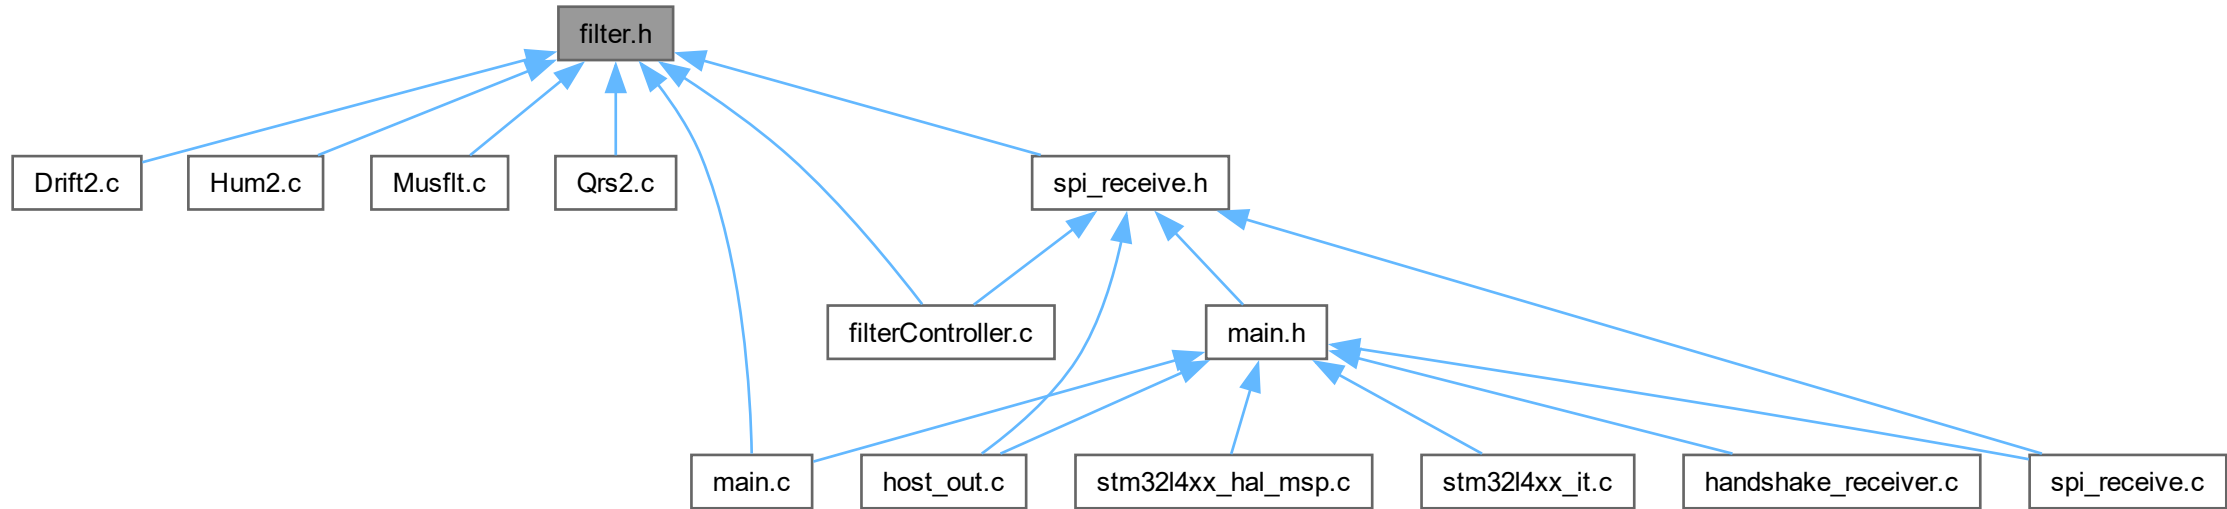 filter.h
Drift2.c
Hum2.c
Musflt.c
Qrs2.c
spi_receive.h
filterController.c
main.h
main.c
host_out.c
stm32l4xx_hal_msp.c
stm32l4xx_it.c
handshake_receiver.c
spi_receive.c